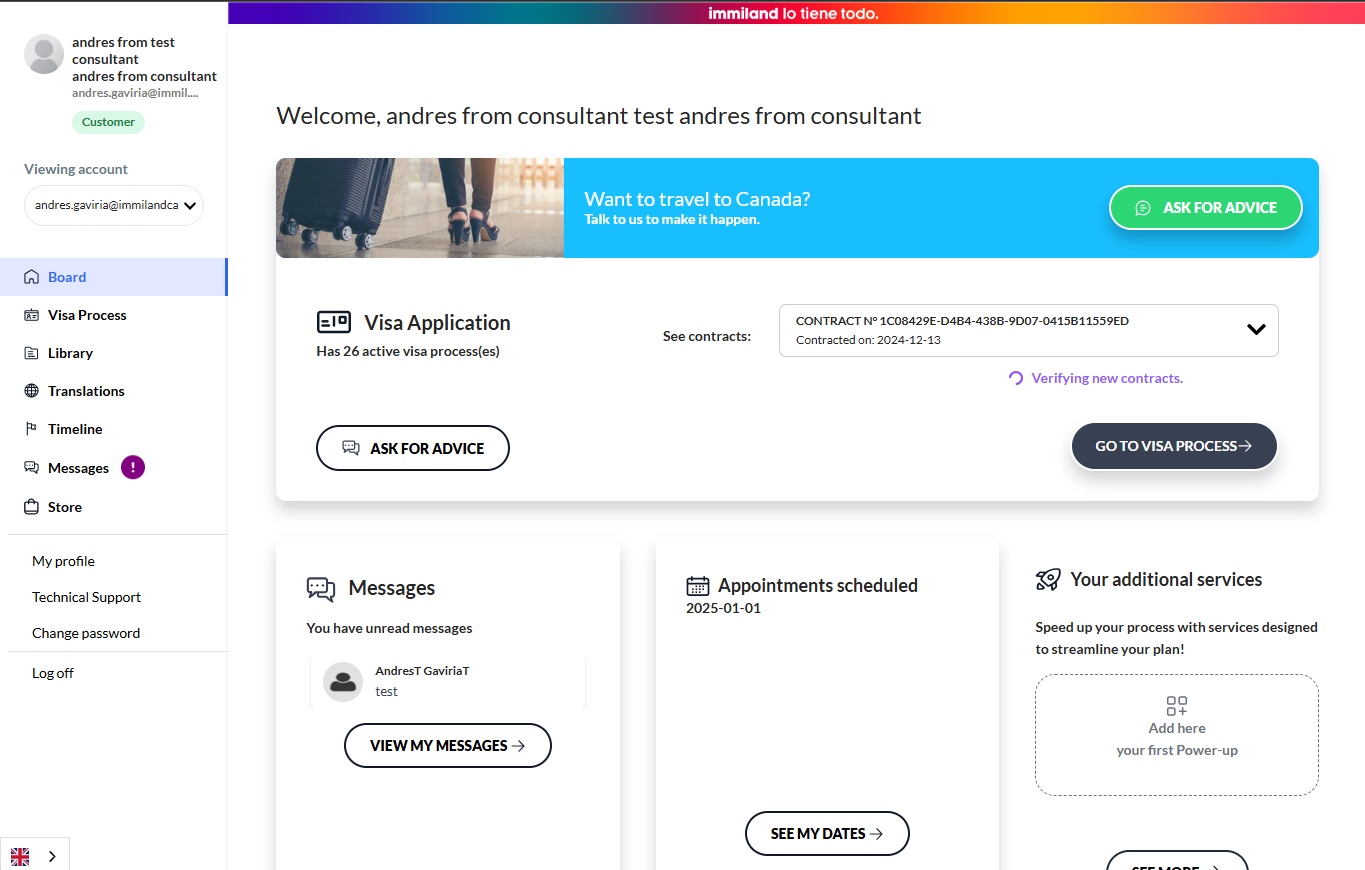 immiland lo tiene todo.
andres from test
consultant
andres from consultant
andres.gaviria@immil....
Customer
Viewing account
andres.gaviria@immilandca
Board
Visa Process
Library
Translations
Timeline
Messages !
Store
My profile
Technical Support
Change password
Log off
Welcome, andres from consultant test andres from consultant
Want to travel to Canada?
Talk to us to make it happen.
ASK FOR ADVICE
Visa Application
Has 26 active visa process(es)
See contracts:
CONTRACT Nº 1C08429E-D4B4-438B-9D07-0415B11559ED
Contracted on: 2024-12-13
Verifying new contracts.
ASK FOR ADVICE
GO TO VISA PROCESS
Messages
You have unread messages
AndresT GaviriaT
test
VIEW MY MESSAGES
Appointments scheduled
2025-01-01
SEE MY DATES
Your additional services
Speed up your process with services designed
to streamline your plan!
Add here
your first Power-up
SEE MORE